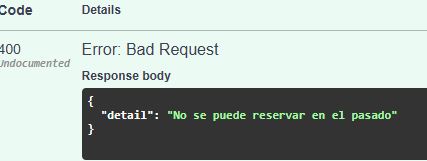 Code Details
400 Error: Bad Request
Undocumented
Response body
{
"detail": "No se puede reservar en el pasado"
}